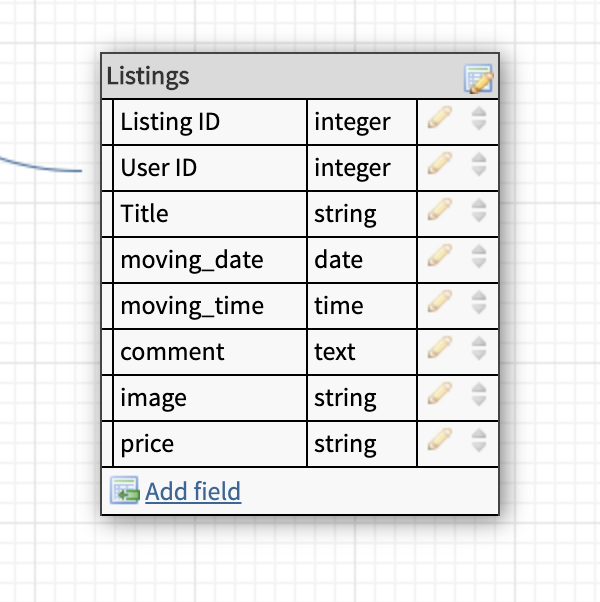 Listings
Listing ID integer
User ID integer
Title string
moving_date date
moving_time time
comment text
image string
price string
Add field